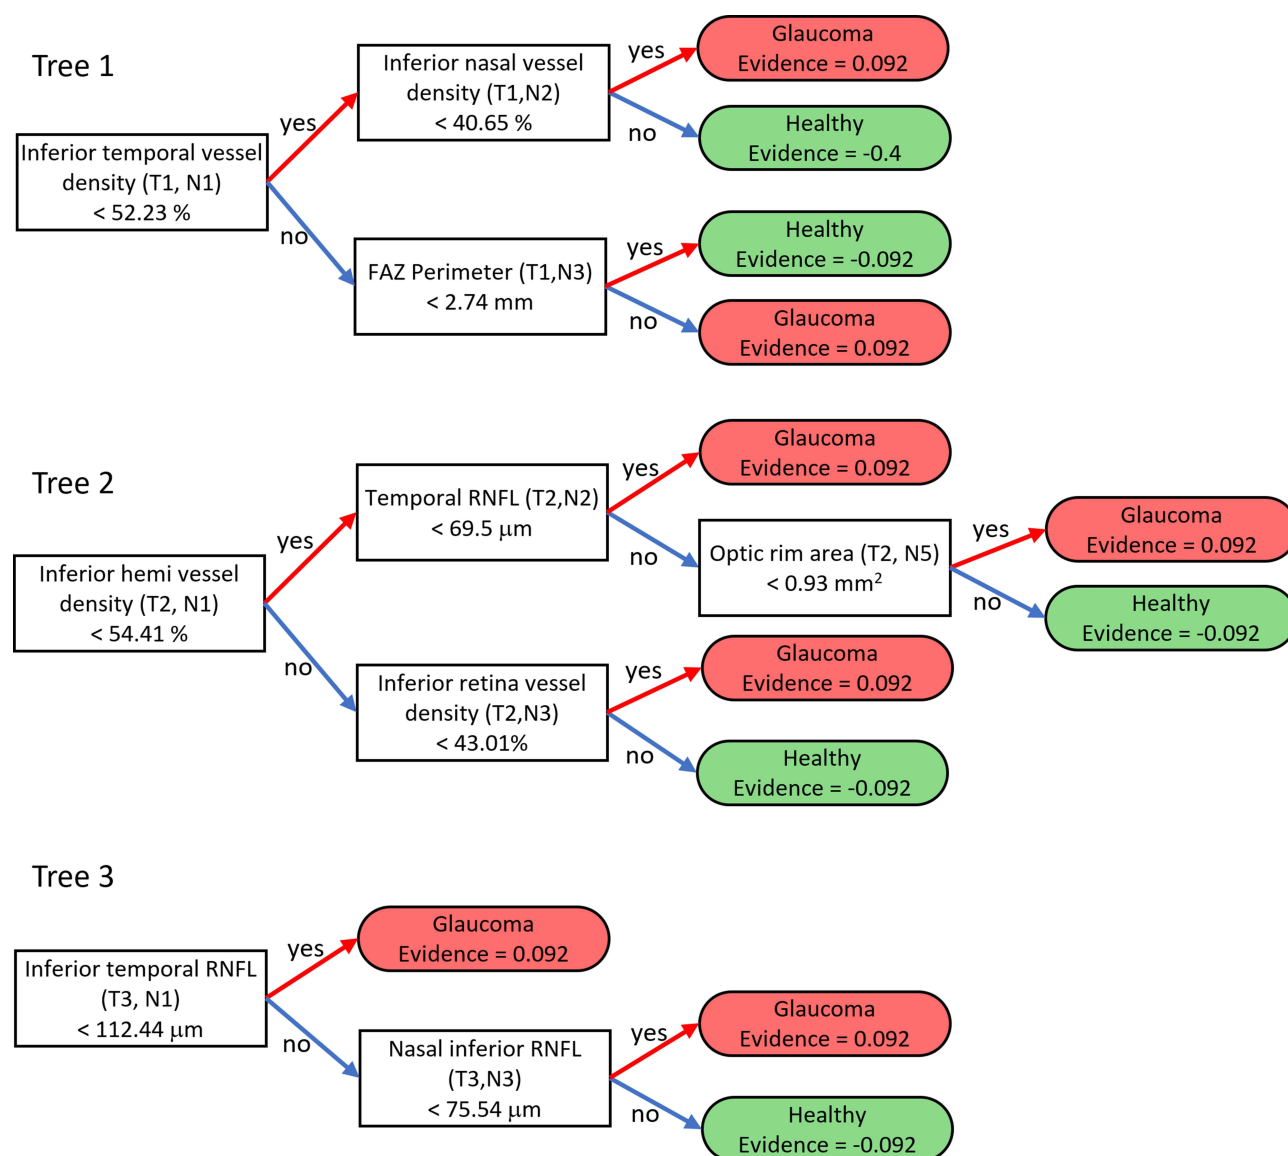 Tree 1
Inferior temporal vessel
density (T1, N1)
< 52.23 %
yes
no
Inferior nasal vessel
density (T1,N2)
< 40.65 %
yes
no
Glaucoma
Evidence = 0.092
Healthy
Evidence = -0.4
FAZ Perimeter (T1,N3)
< 2.74 mm
yes
no
Healthy
Evidence = -0.092
Glaucoma
Evidence = 0.092
Tree 2
Inferior hemi vessel
density (T2, N1)
< 54.41 %
yes
no
Temporal RNFL (T2,N2)
< 69.5 μm
yes
no
Glaucoma
Evidence = 0.092
Optic rim area (T2, N5)
< 0.93 mm²
yes
no
Glaucoma
Evidence = 0.092
Healthy
Evidence = -0.092
Inferior retina vessel
density (T2,N3)
< 43.01%
yes
no
Glaucoma
Evidence = 0.092
Healthy
Evidence = -0.092
Tree 3
Inferior temporal RNFL
(T3, N1)
< 112.44 μm
yes
no
Glaucoma
Evidence = 0.092
Nasal inferior RNFL
(T3,N3)
< 75.54 μm
yes
no
Glaucoma
Evidence = 0.092
Healthy
Evidence = -0.092